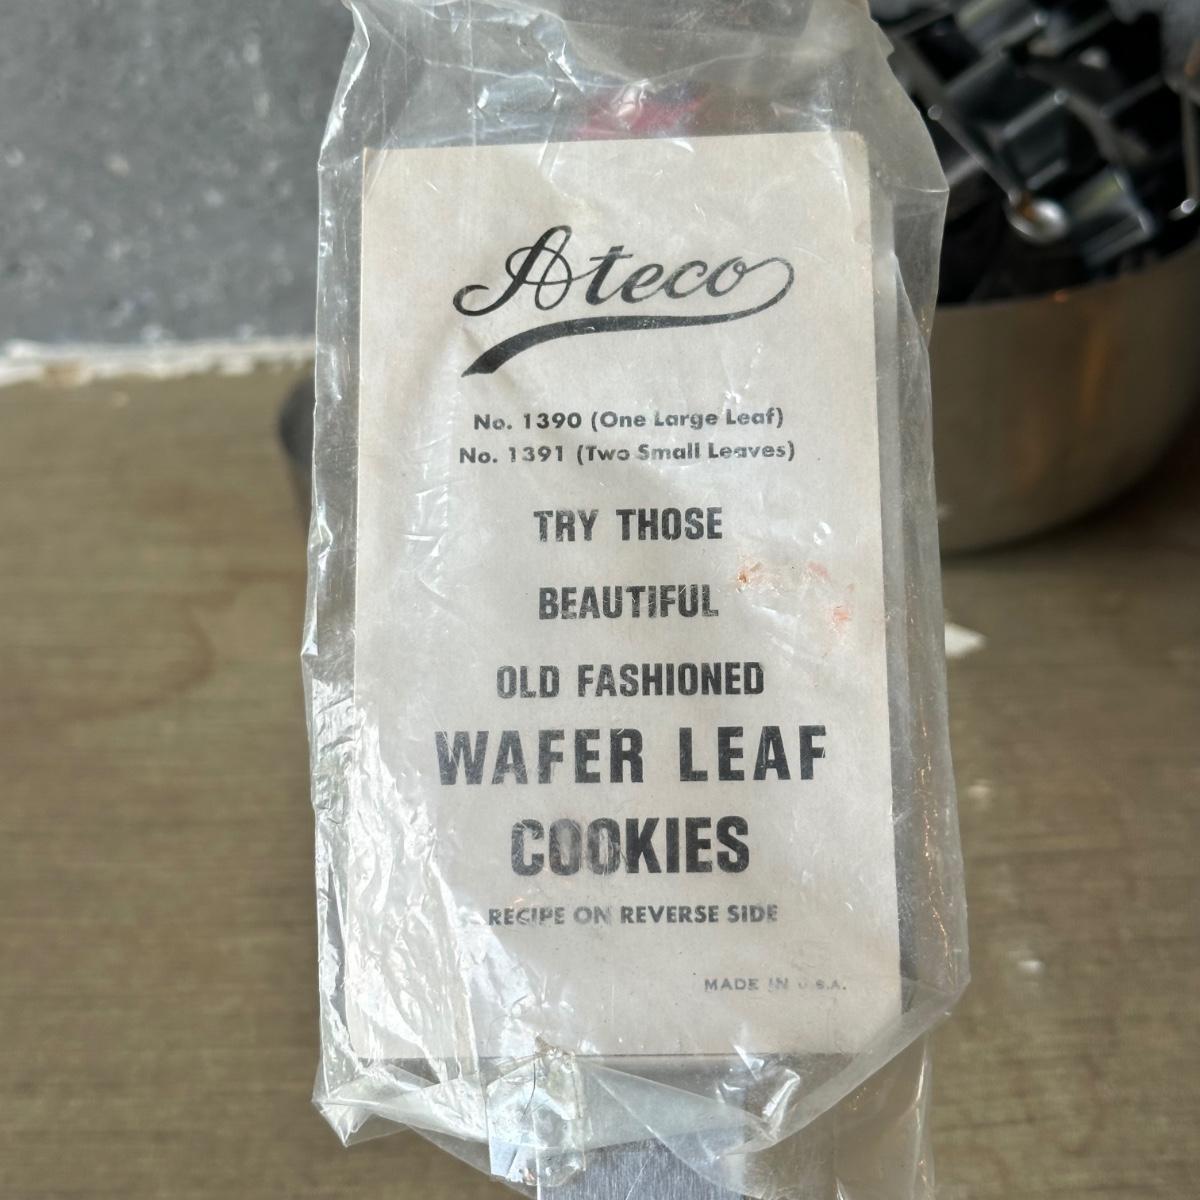 Ateco
No. 1390 (One Large Leaf)
No. 1391 (Two Small Leaves)
TRY THOSE
BEAUTIFUL
OLD FASHIONED
WAFER LEAF
COOKIES
RECIPE ON REVERSE SIDE
MADE IN U.S.A.